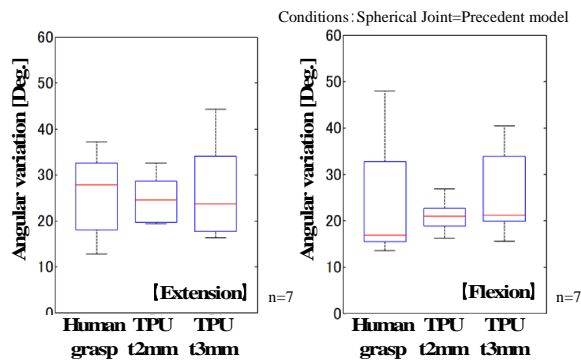 Conditions:Spherical Joint=Precedent model
Angular variation [Deg.]
60
50
40
30
20
10
0
【Extension】
n=7
Human grasp
TPU t2mm
TPU t3mm
Angular variation [Deg.]
60
50
40
30
20
10
0
【Flexion】
n=7
Human grasp
TPU t2mm
TPU t3mm